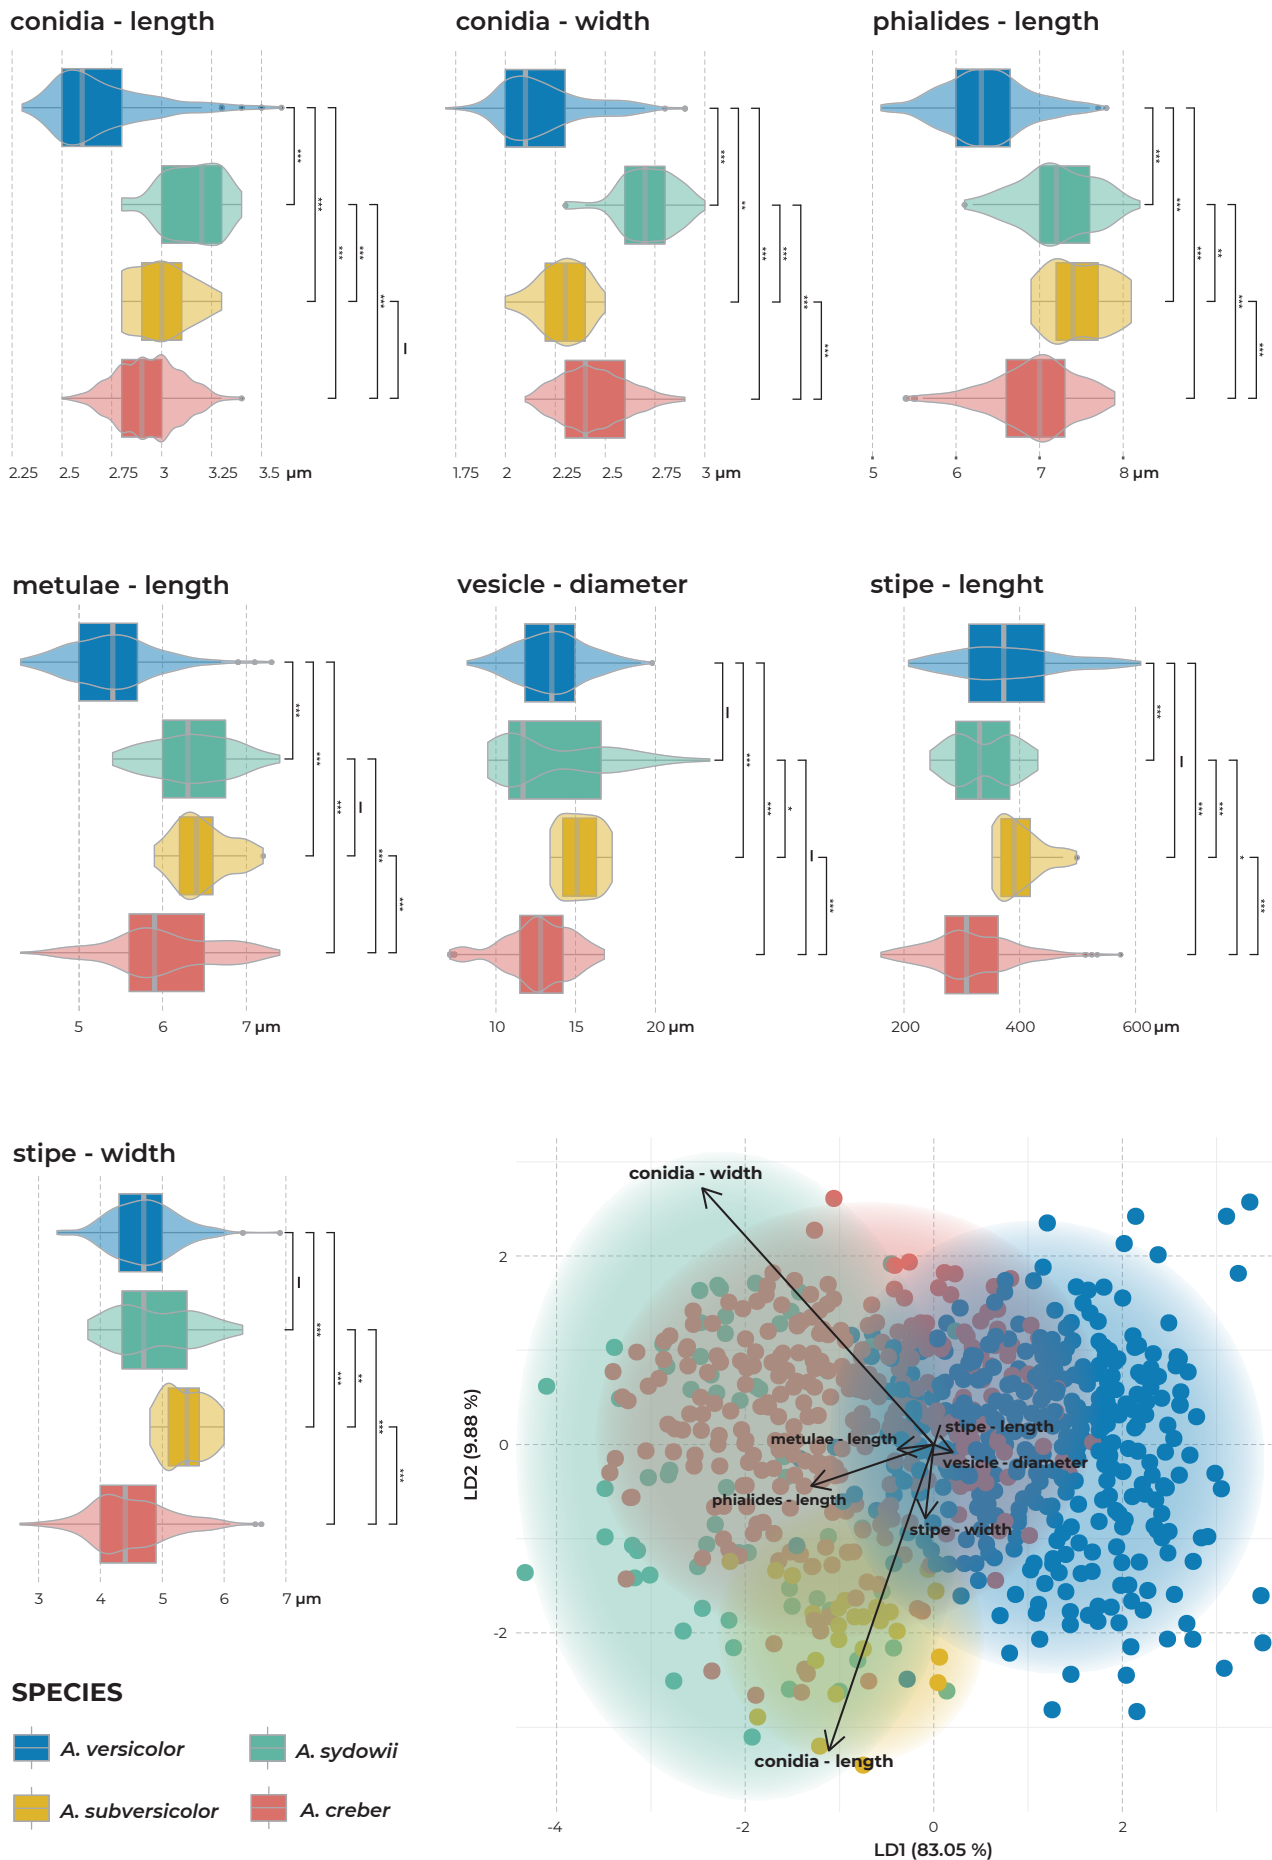 conidia - length
conidia - width
phialides - length
***
***
***
***
***
–
***
**
***
***
***
***
***
***
***
**
***
***
2.25 2.5 2.75 3 3.25 3.5 µm
1.75 2 2.25 2.5 2.75 3 µm
5 6 7 8 µm
metulae - length
vesicle - diameter
stipe - lenght
***
***
***
–
***
***
–
***
***
*
–
***
***
–
***
***
*
***
5 6 7 µm
10 15 20 µm
200 400 600 µm
stipe - width
–
***
***
**
***
***
3 4 5 6 7 µm
conidia - width
stipe - length
metulae - length
vesicle - diameter
phialides - length
stipe - width
conidia - length
LD2 (9.88 %)
2
0
-2
-4 -2 0 2
LD1 (83.05 %)
SPECIES
A. versicolor
A. sydowii
A. subversicolor
A. creber